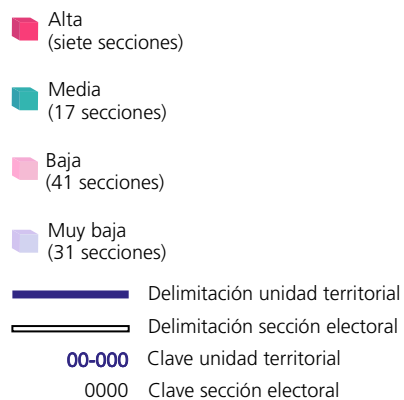 Alta
(siete secciones)
Media
(17 secciones)
Baja
(41 secciones)
Muy baja
(31 secciones)
Delimitación unidad territorial
Delimitación sección electoral
00-000 Clave unidad territorial
0000 Clave sección electoral